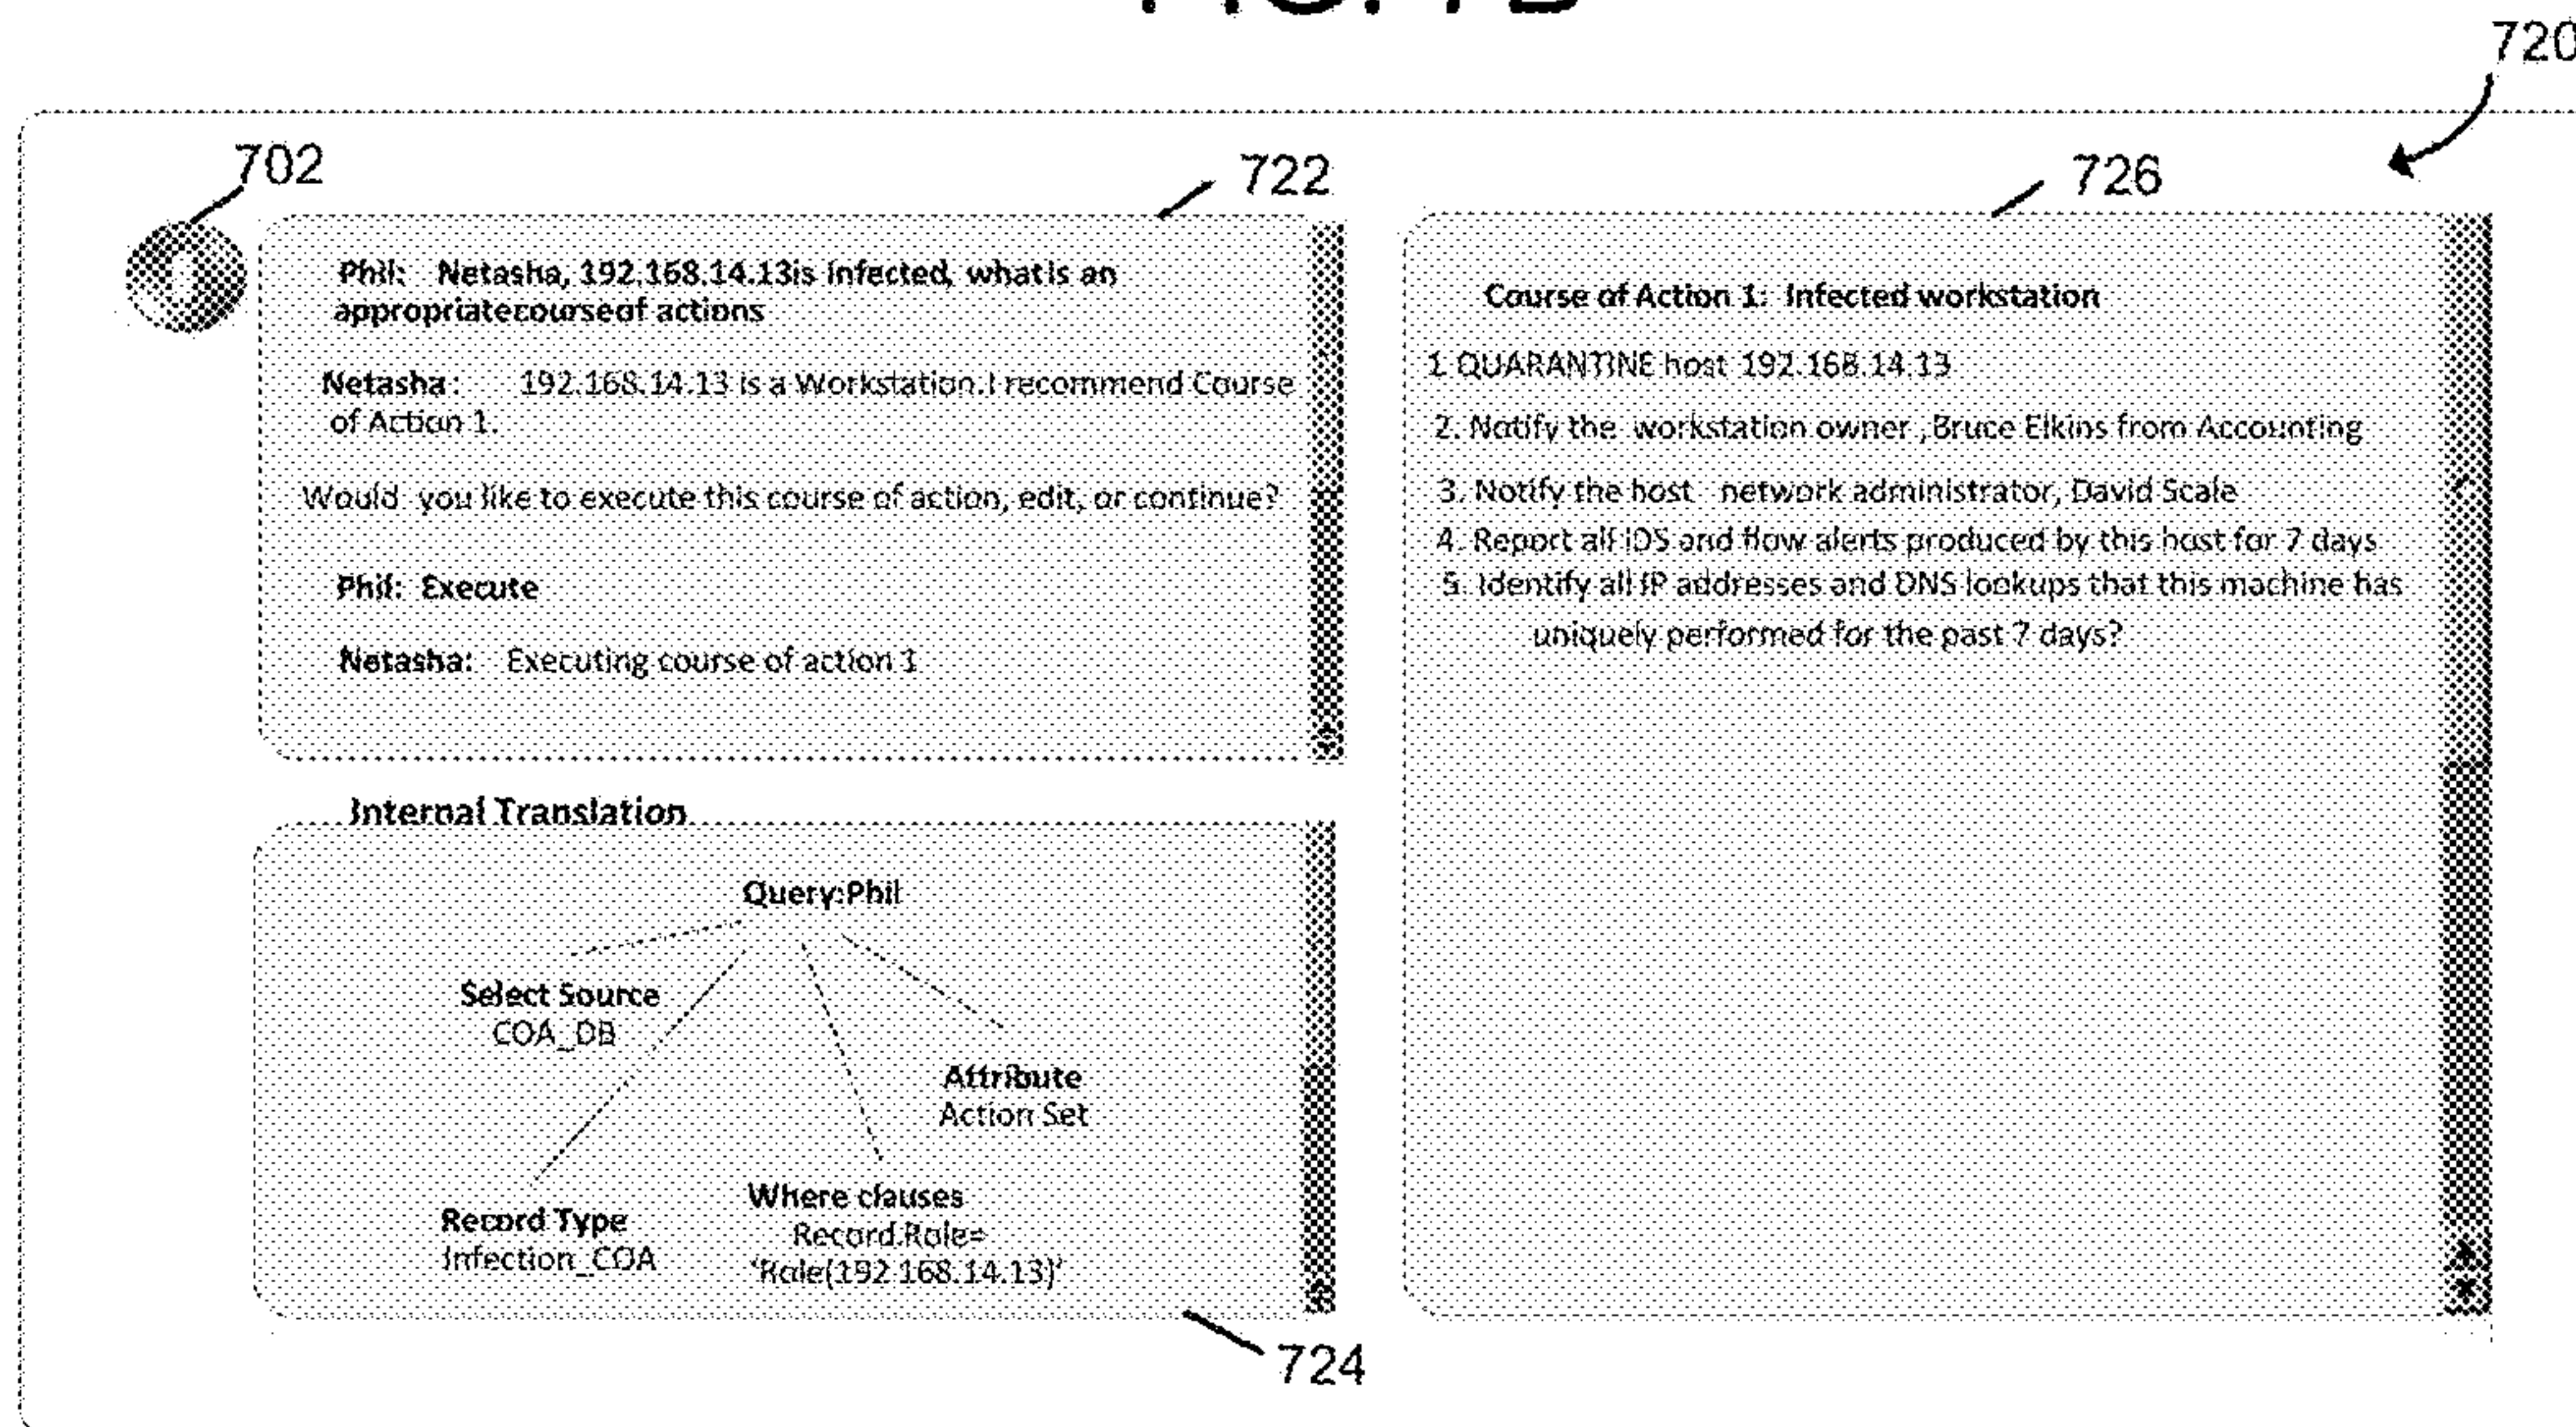 720
702
722
726
Phil: Netasha, 192.168.14.13is infected, whatis an
appropriatecourseof actions
Netasha: 192.168.14.13 is a Workstation.I recommend Course
of Action 1.
Would you like to execute this course of action, edit, or continue?
Phil: Execute
Netasha: Executing course of action 1
Course of Action 1: Infected workstation
1 QUARANTINE host 192.168.14.13
2. Notify the workstation owner ,Bruce Elkins from Accounting
3. Notify the host network administrator, David Scale
4. Report all IDS and flow alerts produced by this host for 7 days
5. Identify all IP addresses and DNS lookups that this machine has
uniquely performed for the past 7 days?
Internal Translation
Query:Phil
Select Source
COA_DB
Attribute
Action Set
Record Type
Infection_COA
Where clauses
Record.Role=
'Role(192.168.14.13)'
724